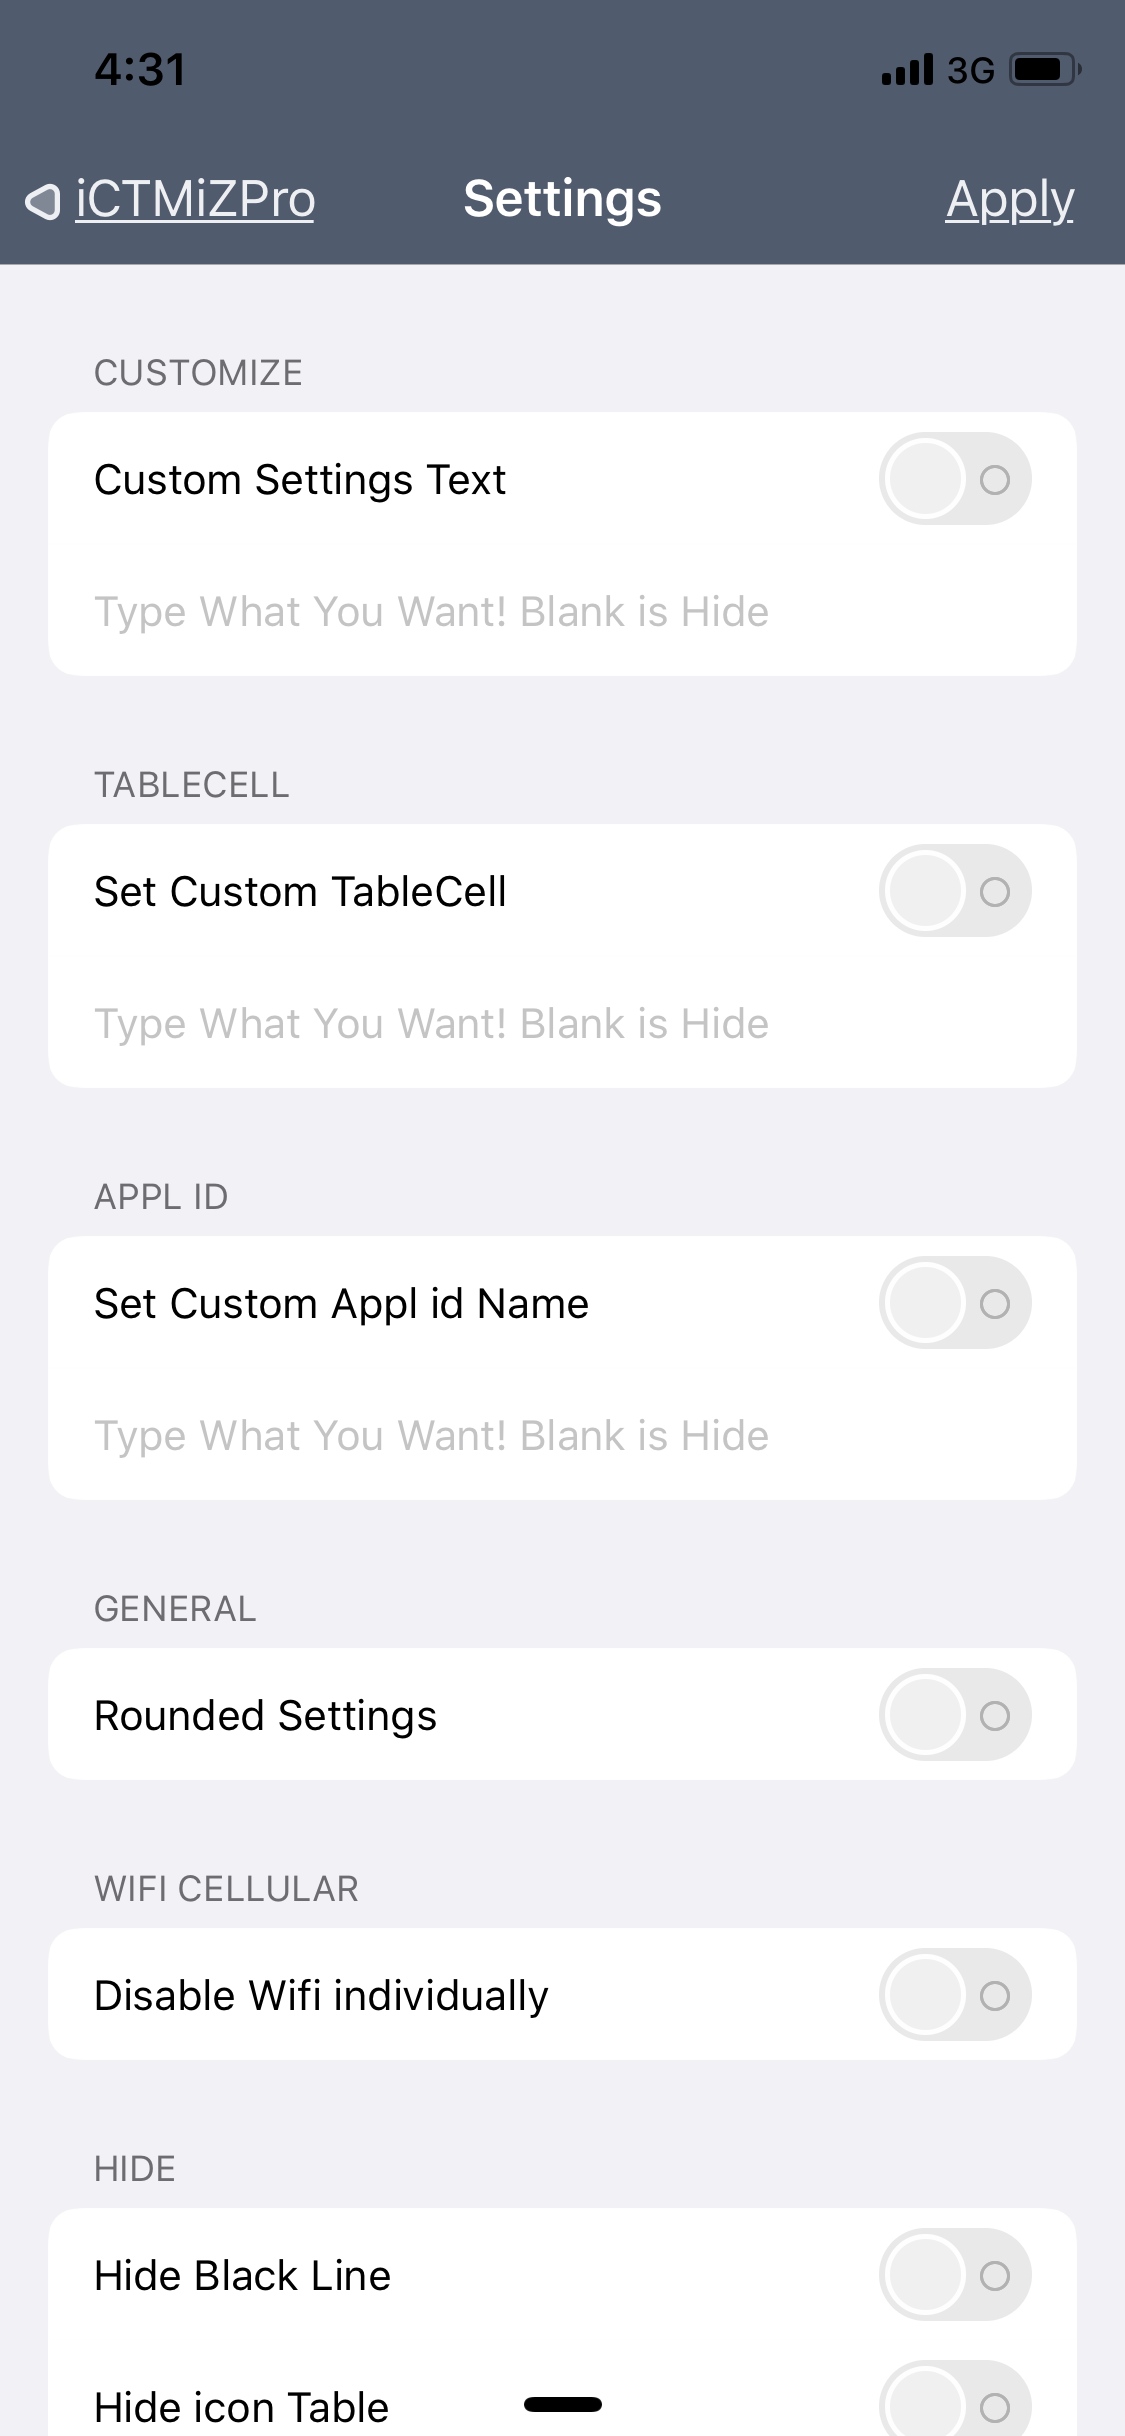 4:31
3G
iCTMiZPro
Settings
Apply
CUSTOMIZE
Custom Settings Text
Type What You Want! Blank is Hide
TABLECELL
Set Custom TableCell
Type What You Want! Blank is Hide
APPL ID
Set Custom Appl id Name
Type What You Want! Blank is Hide
GENERAL
Rounded Settings
WIFI CELLULAR
Disable Wifi individually
HIDE
Hide Black Line
Hide icon Table